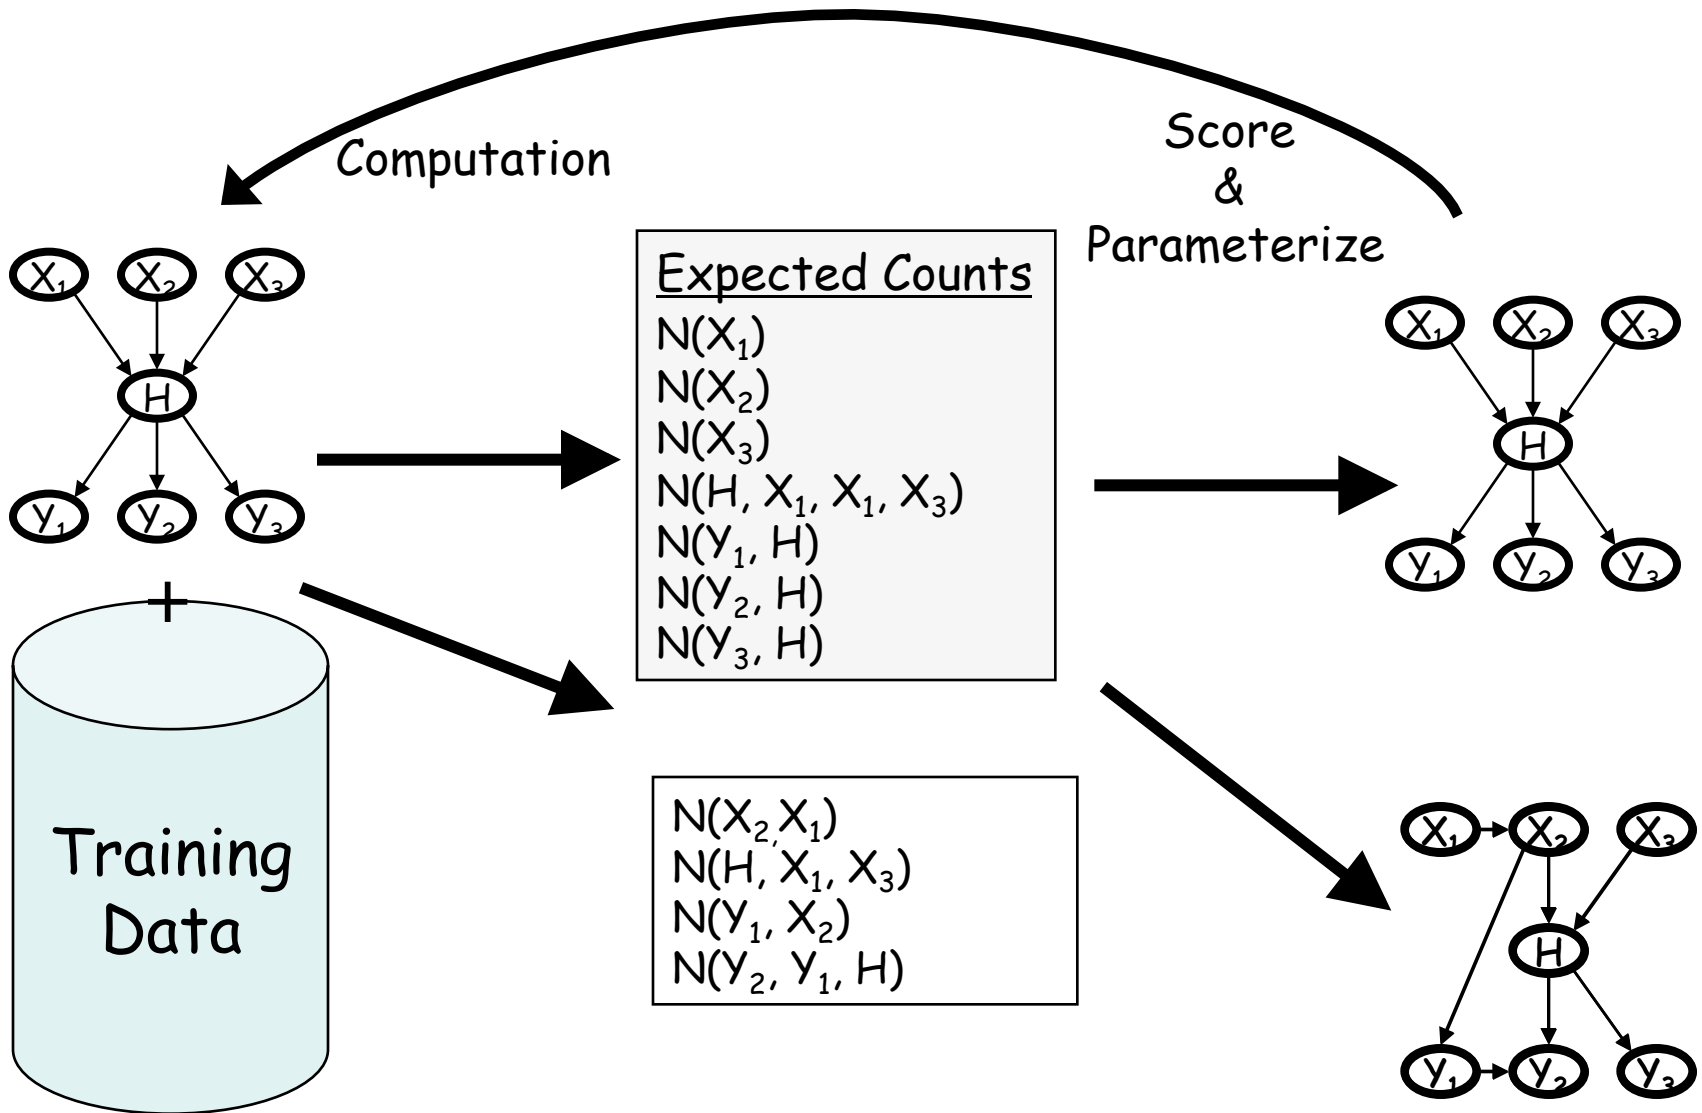 Computation
Score
&
Parameterize
X₁ X₂ X₃
H
Y₁ Y₂ Y₃
+
Training
Data
Expected Counts
N(X₁)
N(X₂)
N(X₃)
N(H, X₁, X₁, X₃)
N(Y₁, H)
N(Y₂, H)
N(Y₃, H)
N(X₂, X₁)
N(H, X₁, X₃)
N(Y₁, X₂)
N(Y₂, Y₁, H)
X₁ X₂ X₃
H
Y₁ Y₂ Y₃
X₁ X₂ X₃
H
Y₁ Y₂ Y₃